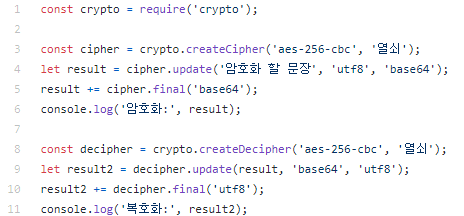 1 const crypto = require('crypto');
2
3 const cipher = crypto.createCipher('aes-256-cbc', '열쇠');
4 let result = cipher.update('암호화 할 문장', 'utf8', 'base64');
5 result += cipher.final('base64');
6 console.log('암호화:', result);
7
8 const decipher = crypto.createDecipher('aes-256-cbc', '열쇠');
9 let result2 = decipher.update(result, 'base64', 'utf8');
10 result2 += decipher.final('utf8');
11 console.log('복호화:', result2);